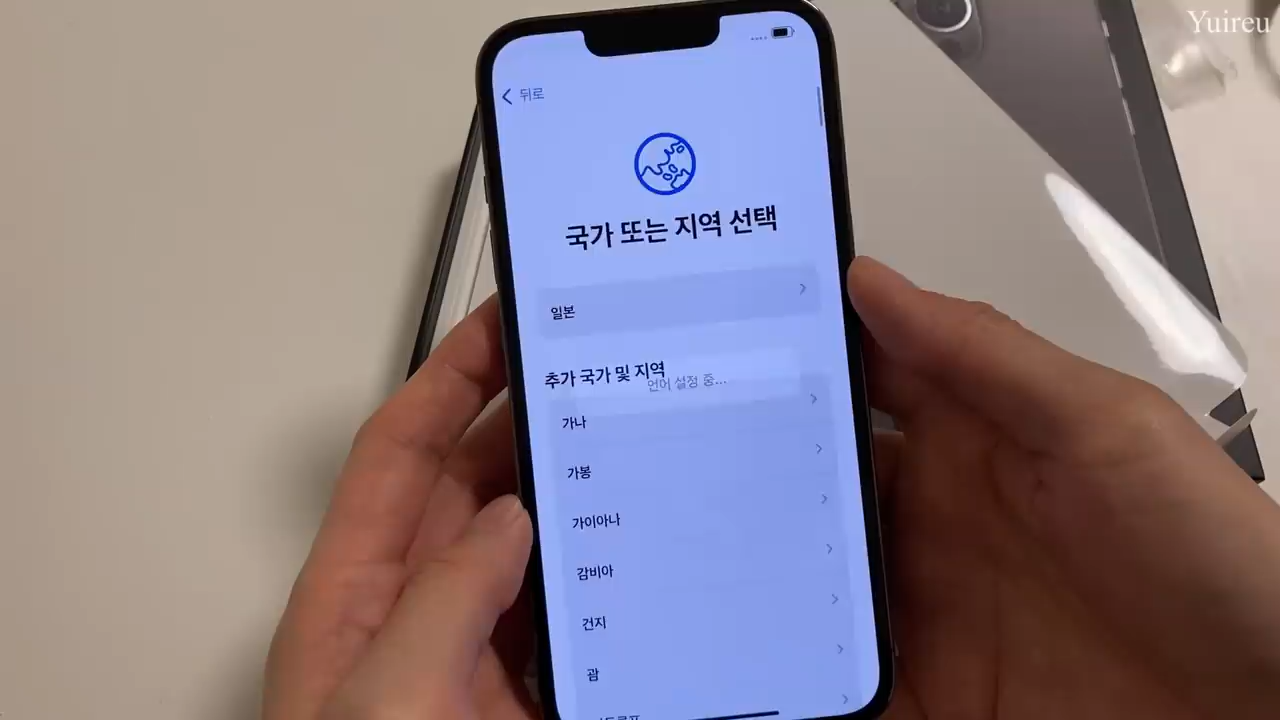 Yuireu
뒤로
국가 또는 지역 선택
일본
추가 국가 및 지역
언어 설정 중...
가나
가봉
가이아나
감비아
건지
괌